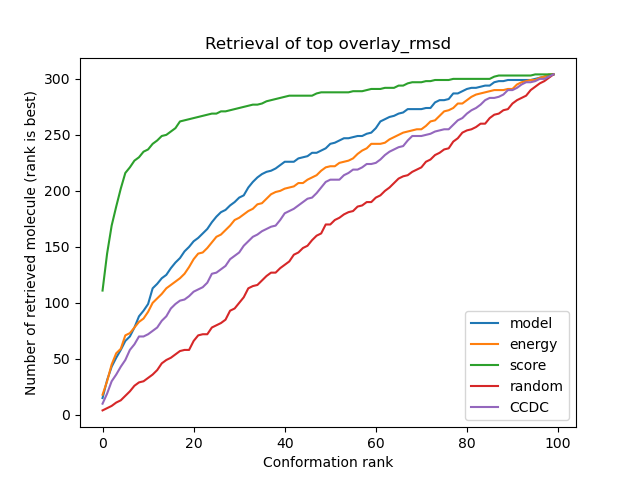 Retrieval of top overlay_rmsd
Number of retrieved molecule (rank is best)
300
250
200
150
100
50
0
0 20 40 60 80 100
Conformation rank
model
energy
score
random
CCDC